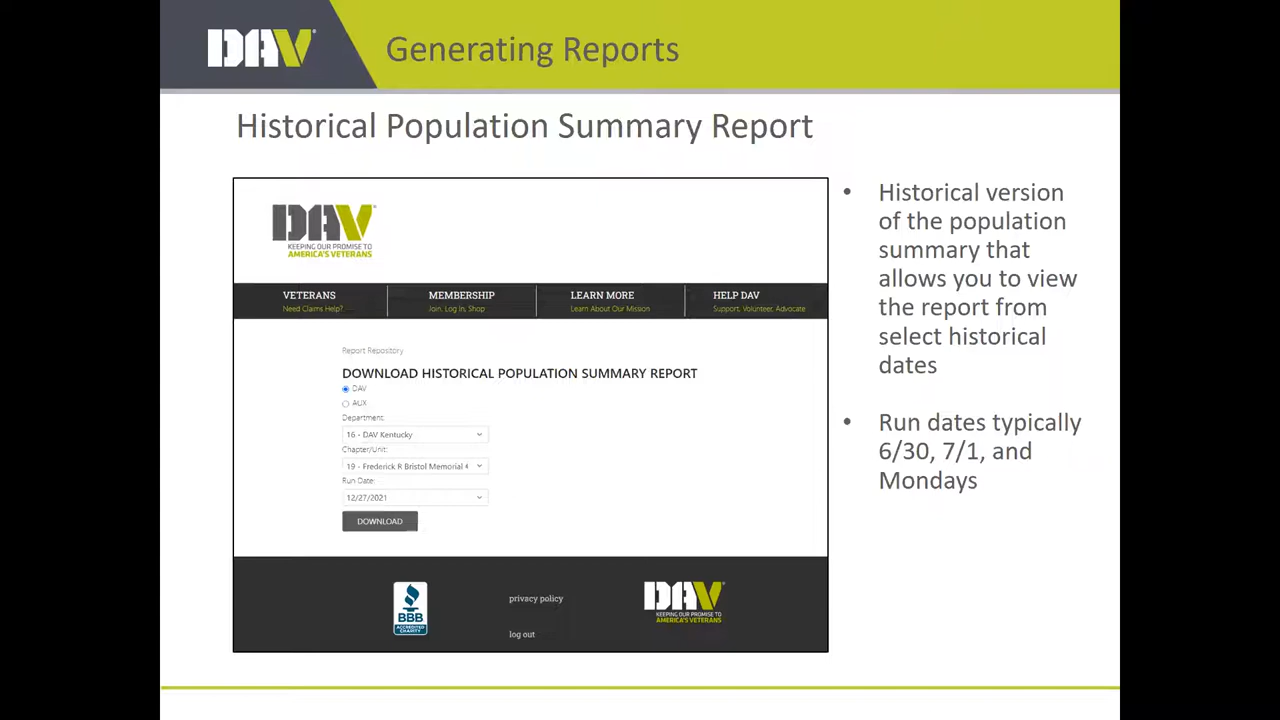 DAV
Generating Reports
Historical Population Summary Report
DAV
KEEPING OUR PROMISE TO
AMERICA'S VETERANS
VETERANS
Need Claims Help?
MEMBERSHIP
Join, Log In, Shop
LEARN MORE
Learn About Our Mission
HELP DAV
Support, Volunteer, Advocate
Report Repository
DOWNLOAD HISTORICAL POPULATION SUMMARY REPORT
DAV
AUX
Department:
16 - DAV Kentucky
Chapter/Unit:
19 - Frederick R Bristol Memorial
Run Date:
12/27/2021
DOWNLOAD
BBB
ACCREDITED
CHARITY
privacy policy
log out
DAV
KEEPING OUR PROMISE TO
AMERICA'S VETERANS
• Historical version
of the population
summary that
allows you to view
the report from
select historical
dates
• Run dates typically
6/30, 7/1, and
Mondays